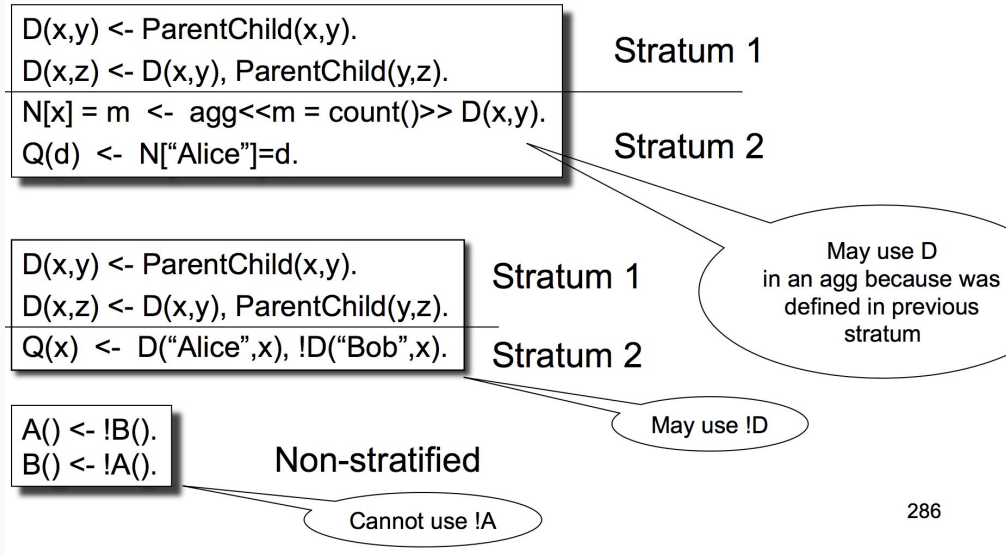 D(x,y) <- ParentChild(x,y).
D(x,z) <- D(x,y), ParentChild(y,z).
Stratum 1
N[x] = m <- agg<<m = count()>> D(x,y).
Q(d) <- N[“Alice”]=d.
Stratum 2
May use D
in an agg because was
defined in previous
stratum
D(x,y) <- ParentChild(x,y).
D(x,z) <- D(x,y), ParentChild(y,z).
Stratum 1
Q(x) <- D(“Alice”,x), !D(“Bob”,x).
Stratum 2
May use !D
A() <- !B().
B() <- !A().
Non-stratified
Cannot use !A
286